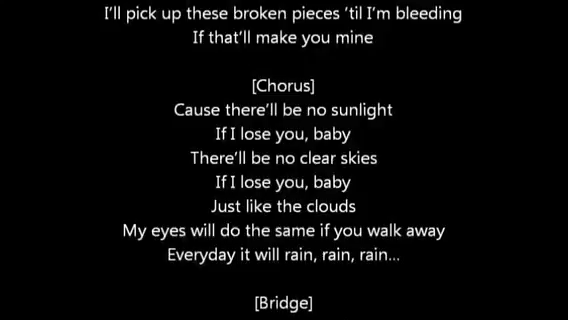 I’ll pick up these broken pieces ’til I’m bleeding
If that’ll make you mine
[Chorus]
Cause there’ll be no sunlight
If I lose you, baby
There’ll be no clear skies
If I lose you, baby
Just like the clouds
My eyes will do the same if you walk away
Everyday it will rain, rain, rain...
[Bridge]